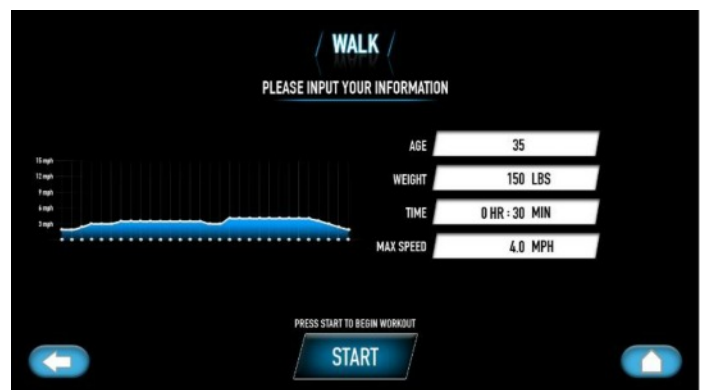 / WALK /
PLEASE INPUT YOUR INFORMATION
AGE 35
WEIGHT 150 LBS
TIME 0 HR : 30 MIN
MAX SPEED 4.0 MPH
15 mph
12 mph
9 mph
6 mph
3 mph
PRESS START TO BEGIN WORKOUT
START